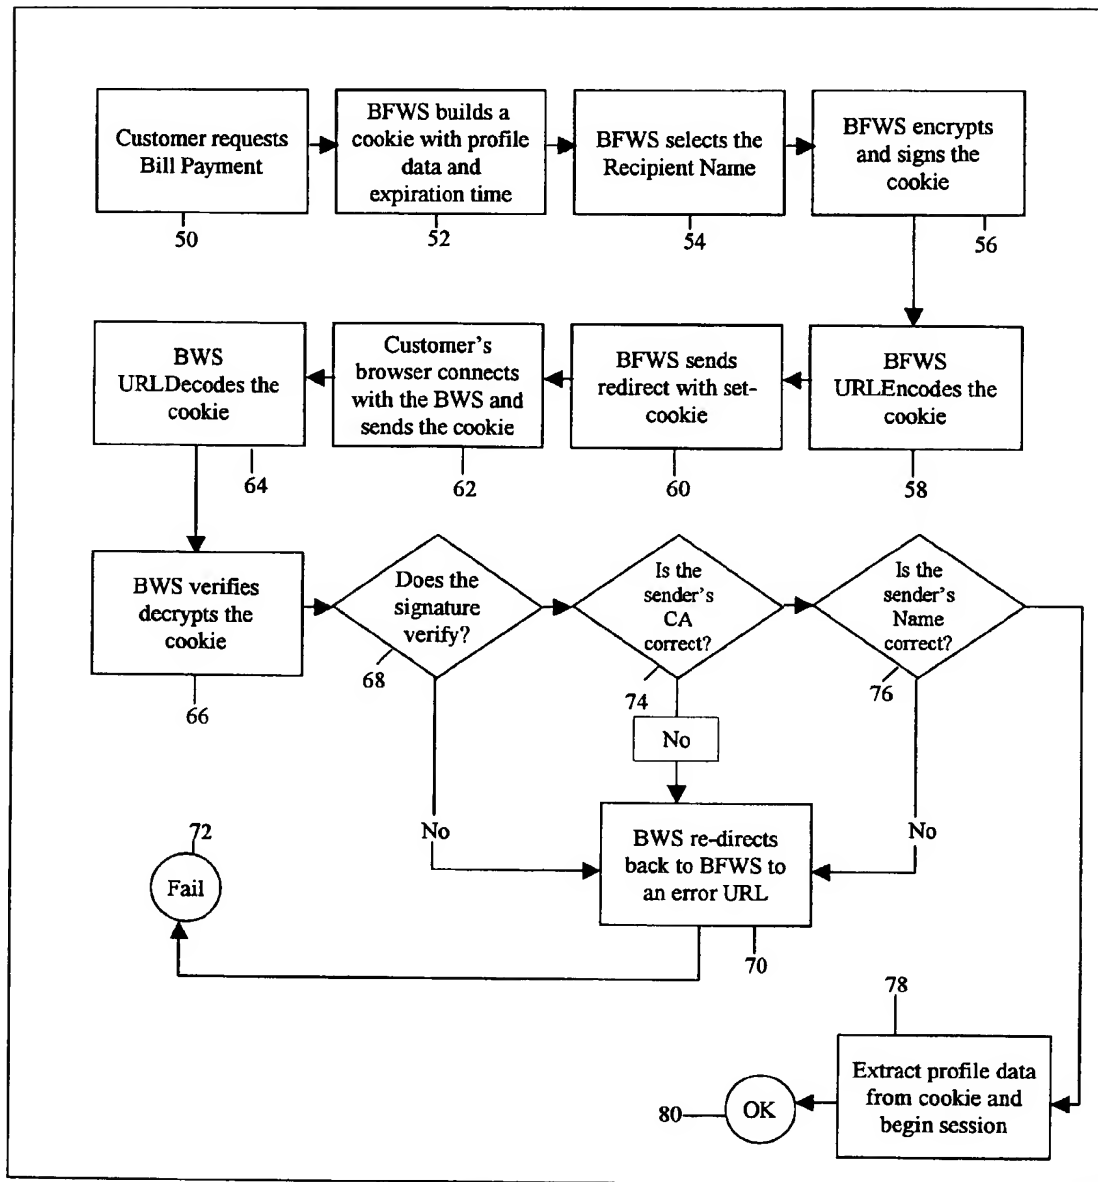 Customer requests
Bill Payment
50
BFWS builds a
cookie with profile
data and
expiration time
52
BFWS selects the
Recipient Name
54
BFWS encrypts
and signs the
cookie
56
BFWS
URLEncodes the
cookie
58
BFWS sends
redirect with set-
cookie
60
Customer's
browser connects
with the BWS and
sends the cookie
62
BWS
URLDecodes the
cookie
64
BWS verifies
decrypts the
cookie
66
Does the
signature
verify?
68
Is the
sender's
CA
correct?
74
Is the
sender's
Name
correct?
76
No
No
No
BWS re-directs
back to BFWS to
an error URL
70
72
Fail
78
Extract profile data
from cookie and
begin session
80
OK